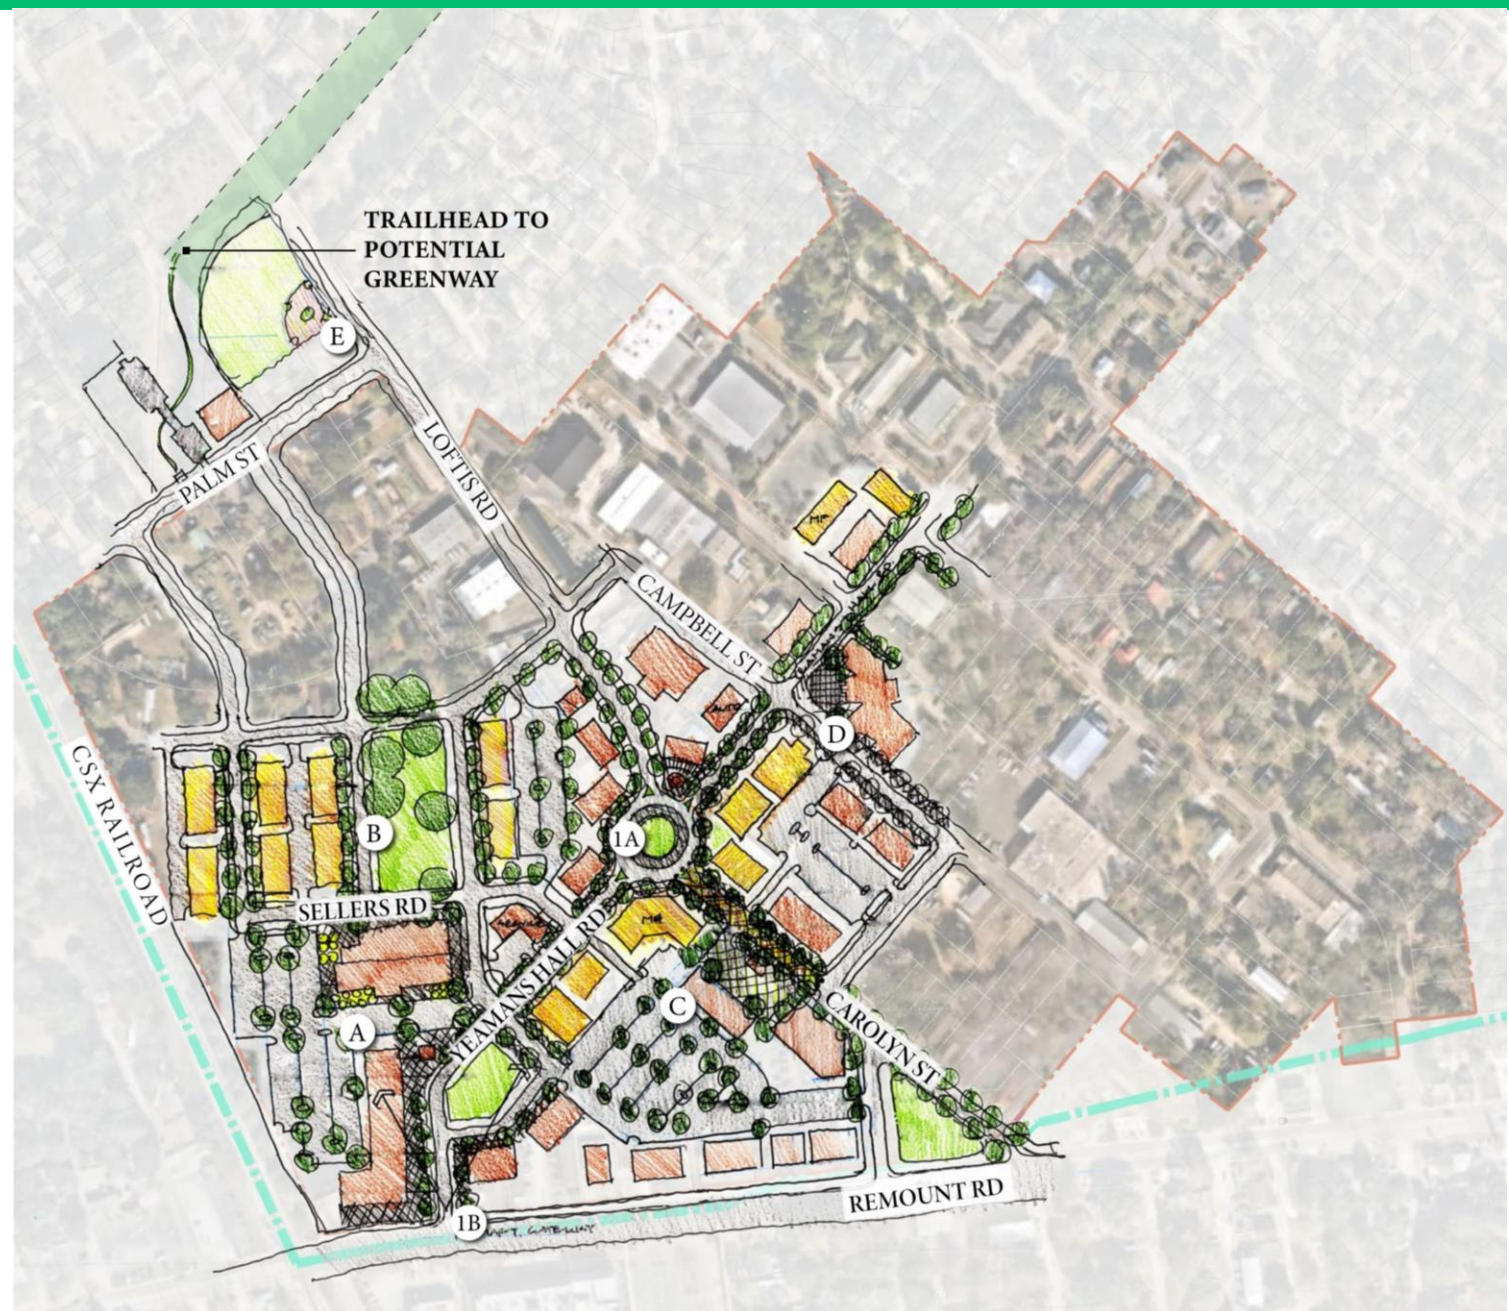 TRAILHEAD TO
POTENTIAL
GREENWAY
E
PALM ST
LOFTIS RD
MF
CAMPBELL ST
D
CSX RAILROAD
B
1A
SELLERS RD
YEAMANS HALL RD
C
A
CAROLYN ST
REMOUNT RD
1B